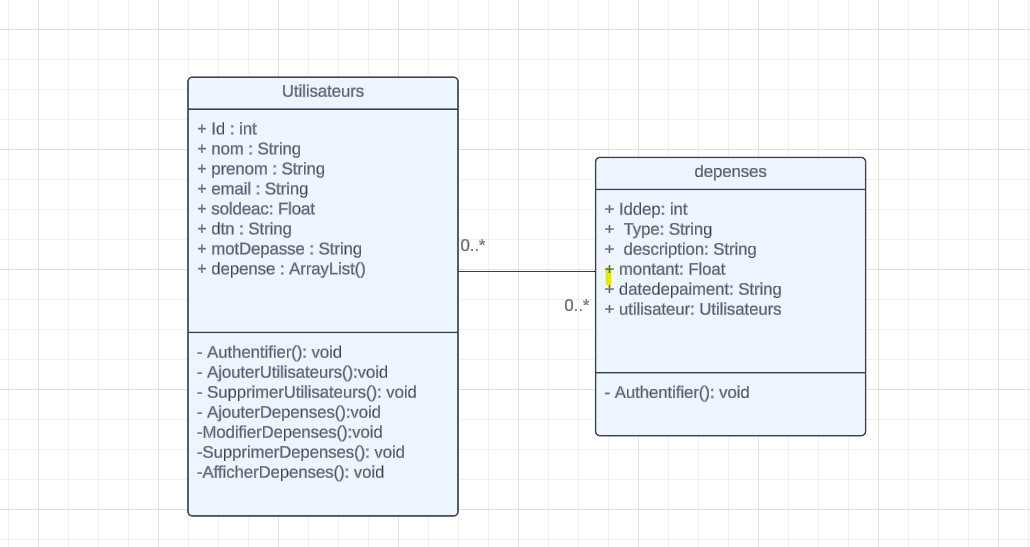 Utilisateurs
+ Id : int
+ nom : String
+ prenom : String
+ email : String
+ soldeac: Float
+ dtn : String
+ motDepasse : String
+ depense : ArrayList()
- Authentifier(): void
- AjouterUtilisateurs():void
- SupprimerUtilisateurs(): void
- AjouterDepenses():void
-ModifierDepenses():void
-SupprimerDepenses(): void
-AfficherDepenses(): void
0..*
0..*
depenses
+ Iddep: int
+ Type: String
+ description: String
+ montant: Float
+ datedepaiment: String
+ utilisateur: Utilisateurs
- Authentifier(): void